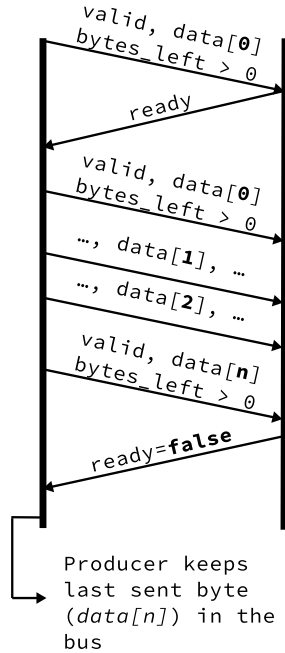 valid, data[0]
bytes_left > 0
ready
valid, data[0]
bytes_left > 0
…, data[1], …
…, data[2], …
valid, data[n]
bytes_left > 0
ready=false
Producer keeps
last sent byte
(data[n]) in the
bus